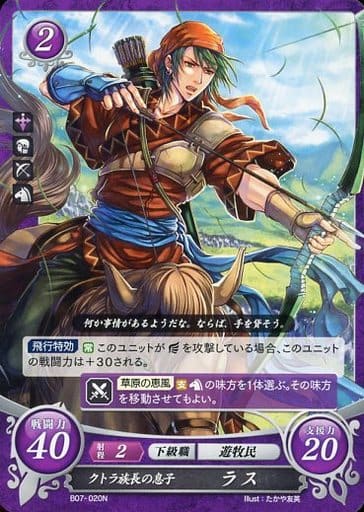 2
何か事情があるようだな。ならば、手を貸そう。
飛行特効 常 このユニットが を攻撃している場合、このユニット
の戦闘力は+30される。
草原の恵風 支 の味方を1体選ぶ。その味方
を移動させてもよい。
戦闘力
40
射程 2 下級職 遊牧民
支援力
20
クトラ族長の息子 ラス
B07-020N Illust:たかや友英